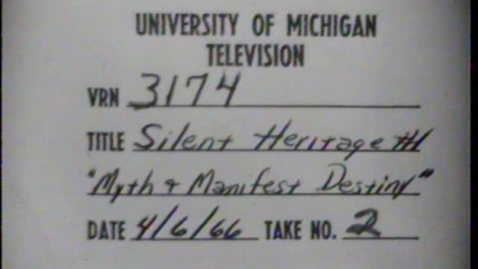 UNIVERSITY OF MICHIGAN
TELEVISION
VRN 3174
TITLE Silent Heritage #1
"Myth & Manifest Destiny"
DATE 4/6/66 TAKE NO. 2